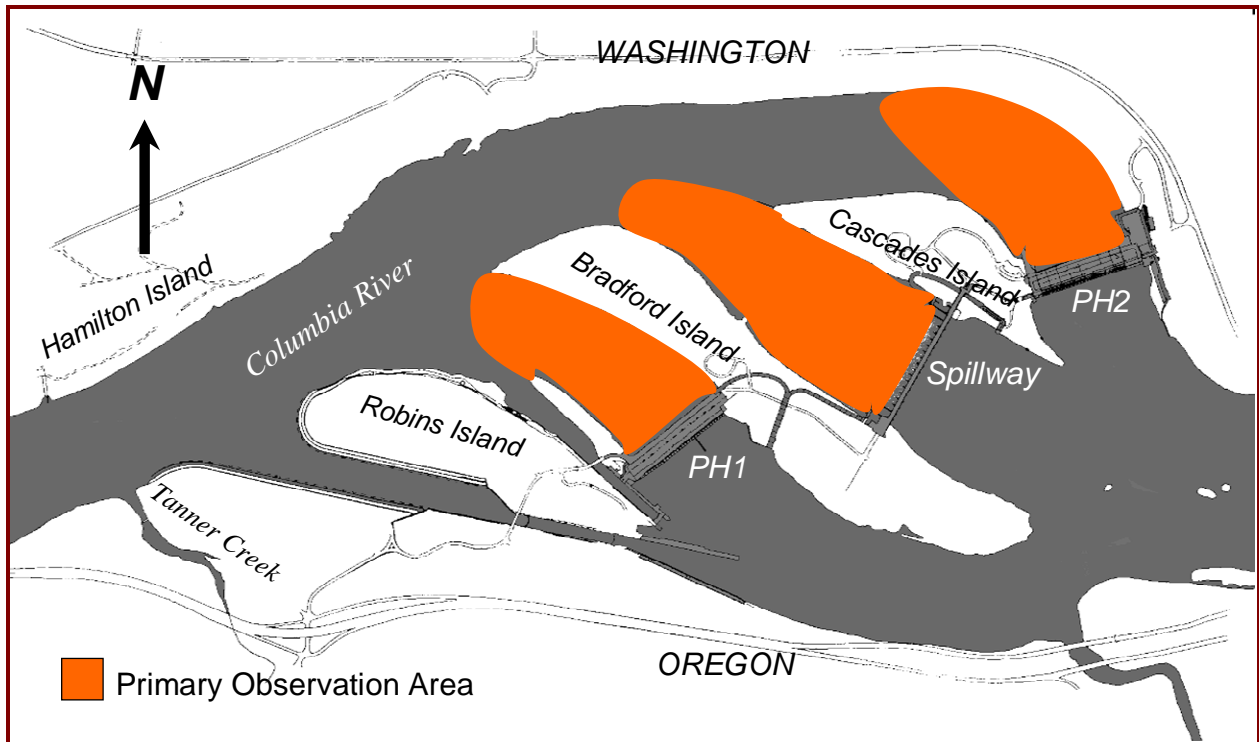 WASHINGTON
N
Cascades Island
Hamilton Island
Columbia River
Bradford Island
PH2
Spillway
Robins Island
PH1
Tanner Creek
OREGON
Primary Observation Area